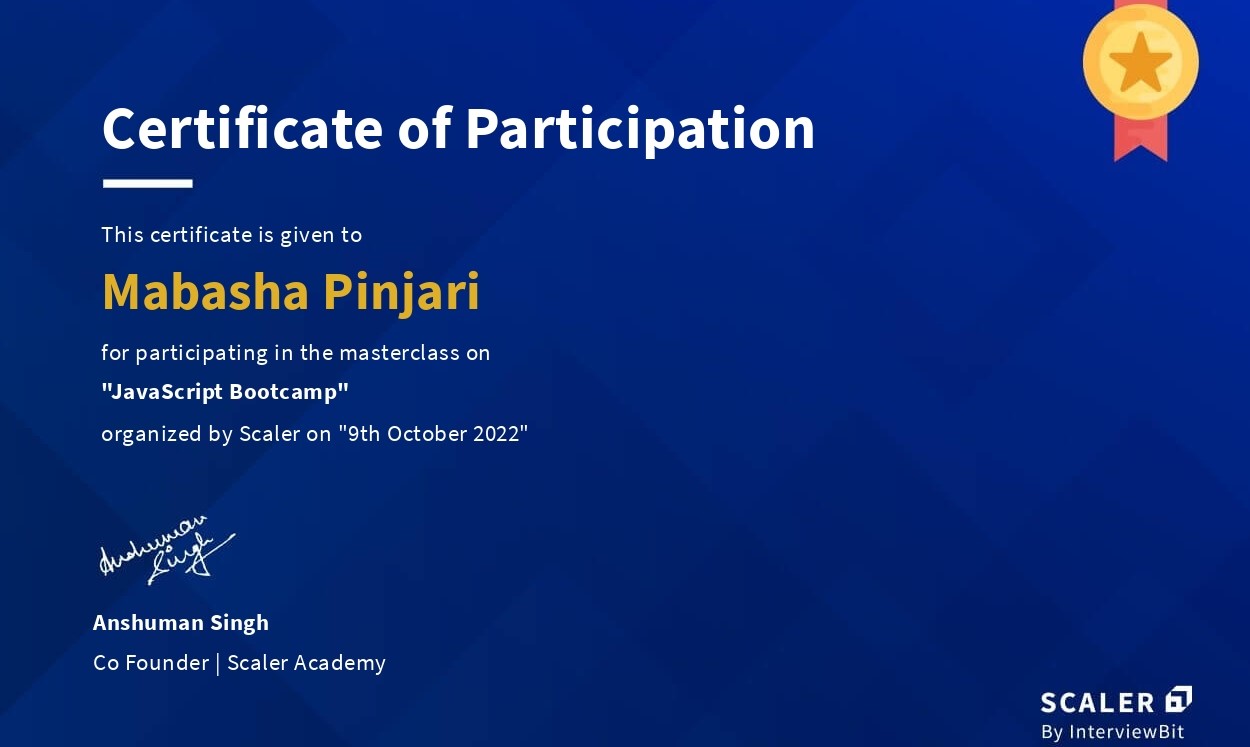 Certificate of Participation
This certificate is given to
Mabasha Pinjari
for participating in the masterclass on
"JavaScript Bootcamp"
organized by Scaler on "9th October 2022"
Anshuman
Singh
Anshuman Singh
Co Founder | Scaler Academy
SCALER
By InterviewBit